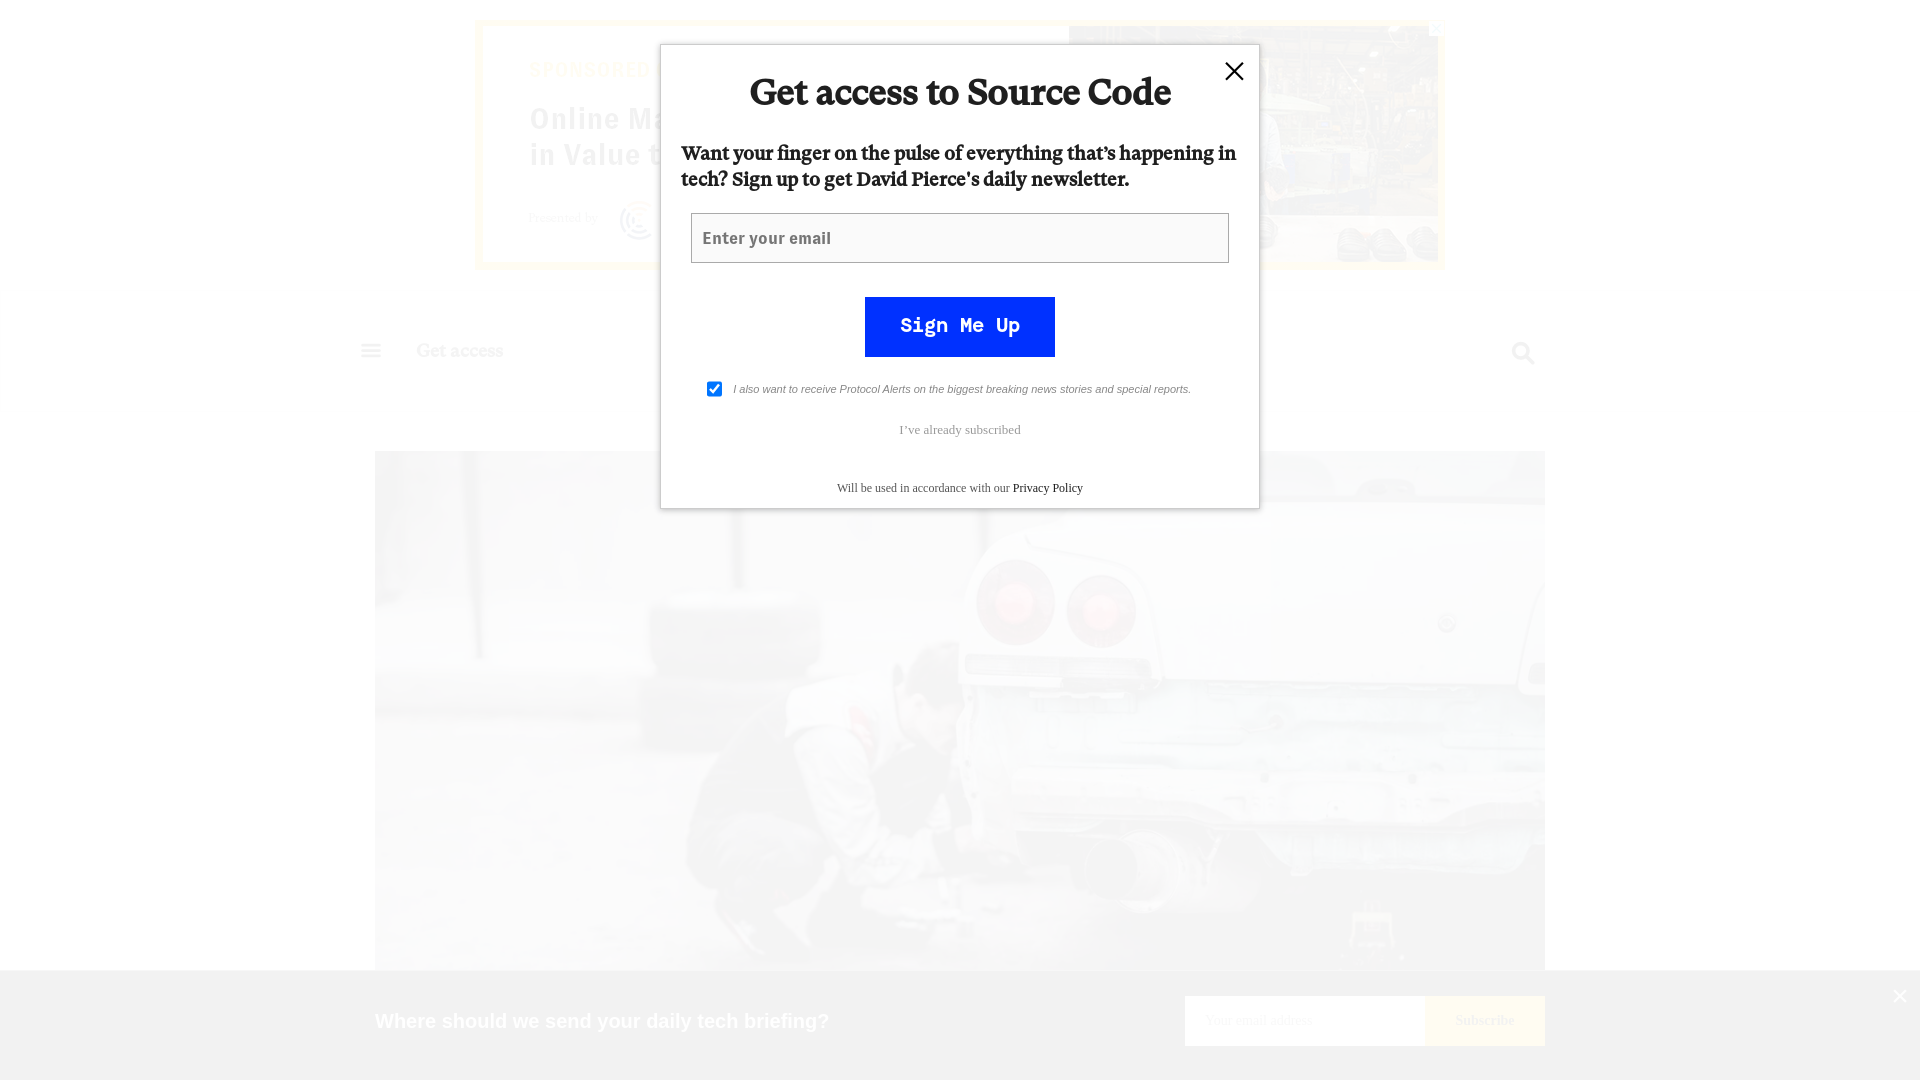 SPONSORED
Online
in Value
Presented by
Get access to Source Code
Want your finger on the pulse of everything that’s happening in
tech? Sign up to get David Pierce's daily newsletter.
Enter your email
Sign Me Up
I also want to receive Protocol Alerts on the biggest breaking news stories and special reports.
I’ve already subscribed
Will be used in accordance with our Privacy Policy
Get access
Where should we send your daily tech briefing?
Your email address
Subscribe